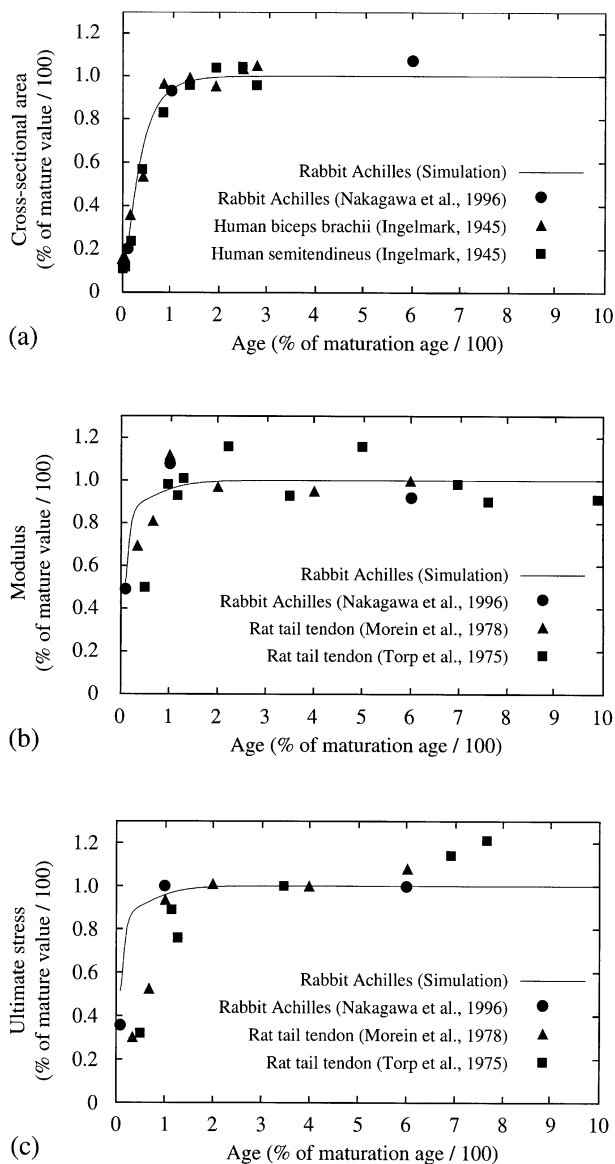 Cross-sectional area
(% of mature value / 100)
1.2
1.0
0.8
0.6
0.4
0.2
0
Rabbit Achilles (Simulation)
Rabbit Achilles (Nakagawa et al., 1996)
Human biceps brachii (Ingelmark, 1945)
Human semitendineus (Ingelmark, 1945)
0 1 2 3 4 5 6 7 8 9 10
Age (% of maturation age / 100)
(a)
Modulus
(% of mature value / 100)
1.2
1.0
0.8
0.6
0.4
0.2
0
Rabbit Achilles (Simulation)
Rabbit Achilles (Nakagawa et al., 1996)
Rat tail tendon (Morein et al., 1978)
Rat tail tendon (Torp et al., 1975)
0 1 2 3 4 5 6 7 8 9 10
Age (% of maturation age / 100)
(b)
Ultimate stress
(% of mature value / 100)
1.2
1.0
0.8
0.6
0.4
0.2
0
Rabbit Achilles (Simulation)
Rabbit Achilles (Nakagawa et al., 1996)
Rat tail tendon (Morein et al., 1978)
Rat tail tendon (Torp et al., 1975)
0 1 2 3 4 5 6 7 8 9 10
Age (% of maturation age / 100)
(c)